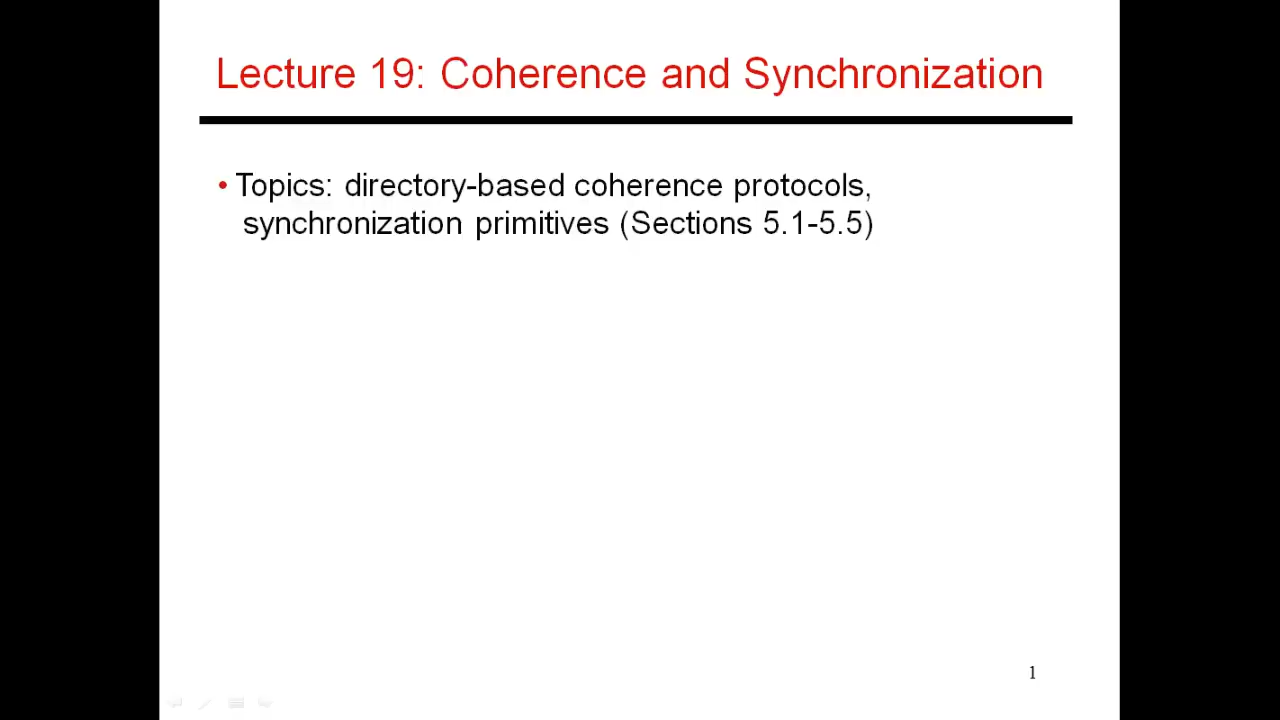 Lecture 19: Coherence and Synchronization
• Topics: directory-based coherence protocols,
synchronization primitives (Sections 5.1-5.5)
1